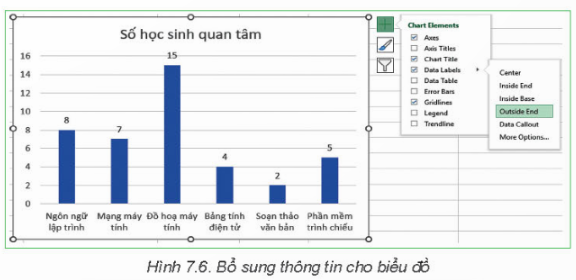 Số học sinh quan tâm
16
14
12
10
8
6
4
2
0
8
7
15
4
2
5
Ngôn ngữ lập trình
Mạng máy tính
Đồ hoạ máy tính
Bảng tính điện tử
Soạn thảo văn bản
Phần mềm trình chiếu
Chart Elements
Axes
Axis Titles
Chart Title
Data Labels
Data Table
Error Bars
Gridlines
Legend
Trendline
Center
Inside End
Inside Base
Outside End
Data Callout
More Options...
Hình 7.6. Bổ sung thông tin cho biểu đồ